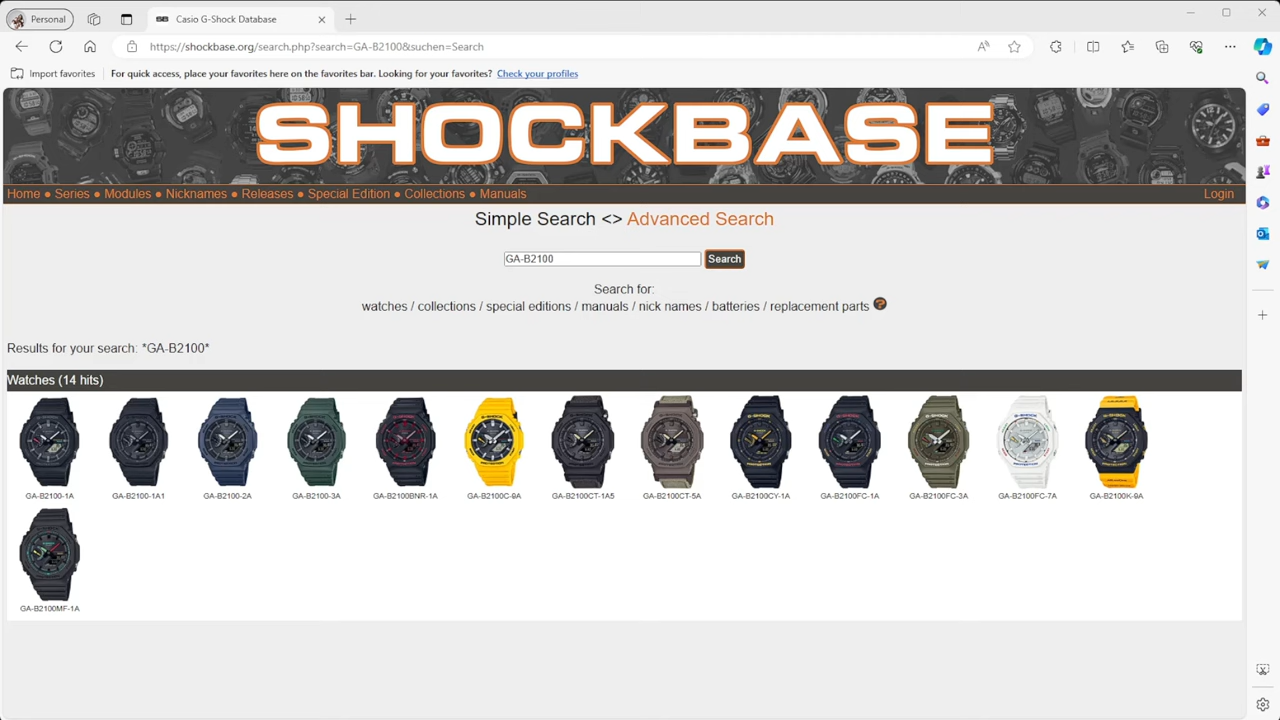 Personal
Casio G-Shock Database
https://shockbase.org/search.php?search=GA-B2100&suchen=Search
Import favorites
For quick access, place your favorites here on the favorites bar. Looking for your favorites? Check your profiles
SHOCKBASE
Home ● Series ● Modules ● Nicknames ● Releases ● Special Edition ● Collections ● Manuals
Login
Simple Search <> Advanced Search
GA-B2100
Search
Search for:
watches / collections / special editions / manuals / nick names / batteries / replacement parts
Results for your search: *GA-B2100*
Watches (14 hits)
GA-B2100-1A
GA-B2100-1A1
GA-B2100-2A
GA-B2100-3A
GA-B2100BNR-1A
GA-B2100C-9A
GA-B2100CT-1A5
GA-B2100CT-5A
GA-B2100CY-1A
GA-B2100FC-1A
GA-B2100FC-3A
GA-B2100FC-7A
GA-B2100K-9A
GA-B2100MF-1A